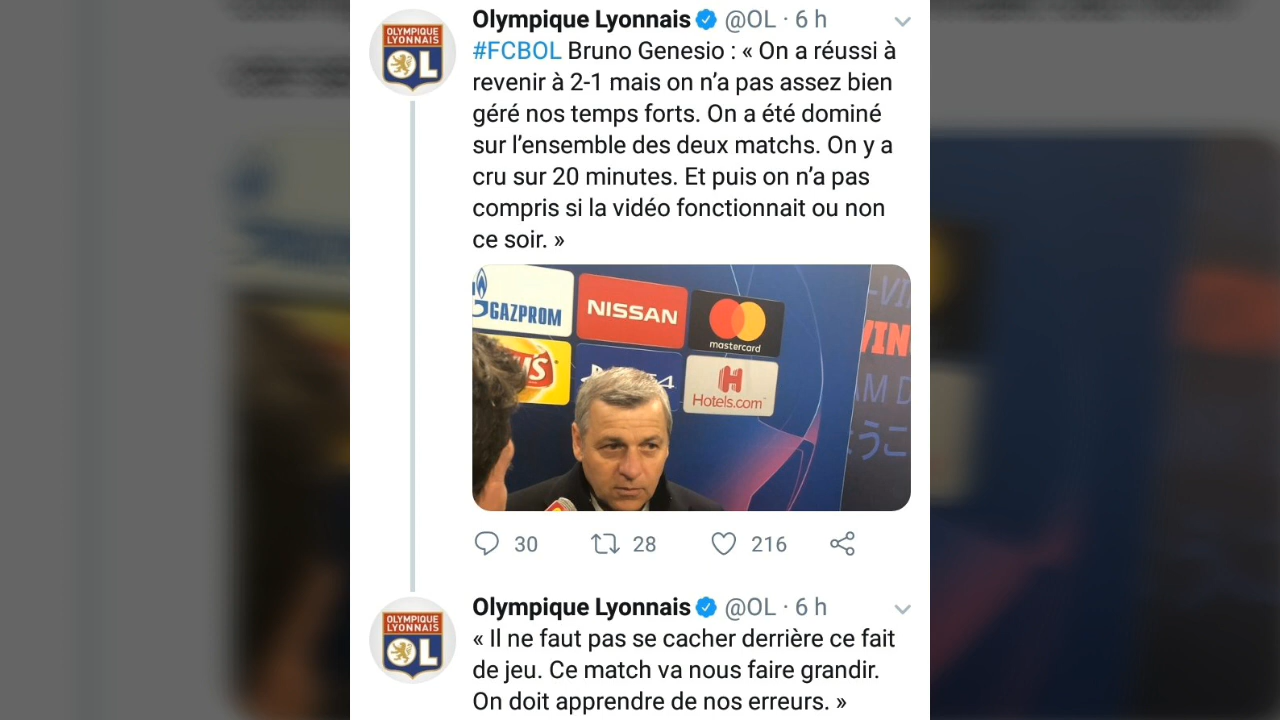 OLYMPIQUE
LYONNAIS
OL
Olympique Lyonnais @OL · 6 h
#FCBOL Bruno Genesio : « On a réussi à
revenir à 2-1 mais on n’a pas assez bien
géré nos temps forts. On a été dominé
sur l’ensemble des deux matchs. On y a
cru sur 20 minutes. Et puis on n’a pas
compris si la vidéo fonctionnait ou non
ce soir. »
GAZPROM
NISSAN
mastercard
H
Hotels.com
30 28 216
OLYMPIQUE
LYONNAIS
OL
Olympique Lyonnais @OL · 6 h
« Il ne faut pas se cacher derrière ce fait
de jeu. Ce match va nous faire grandir.
On doit apprendre de nos erreurs. »